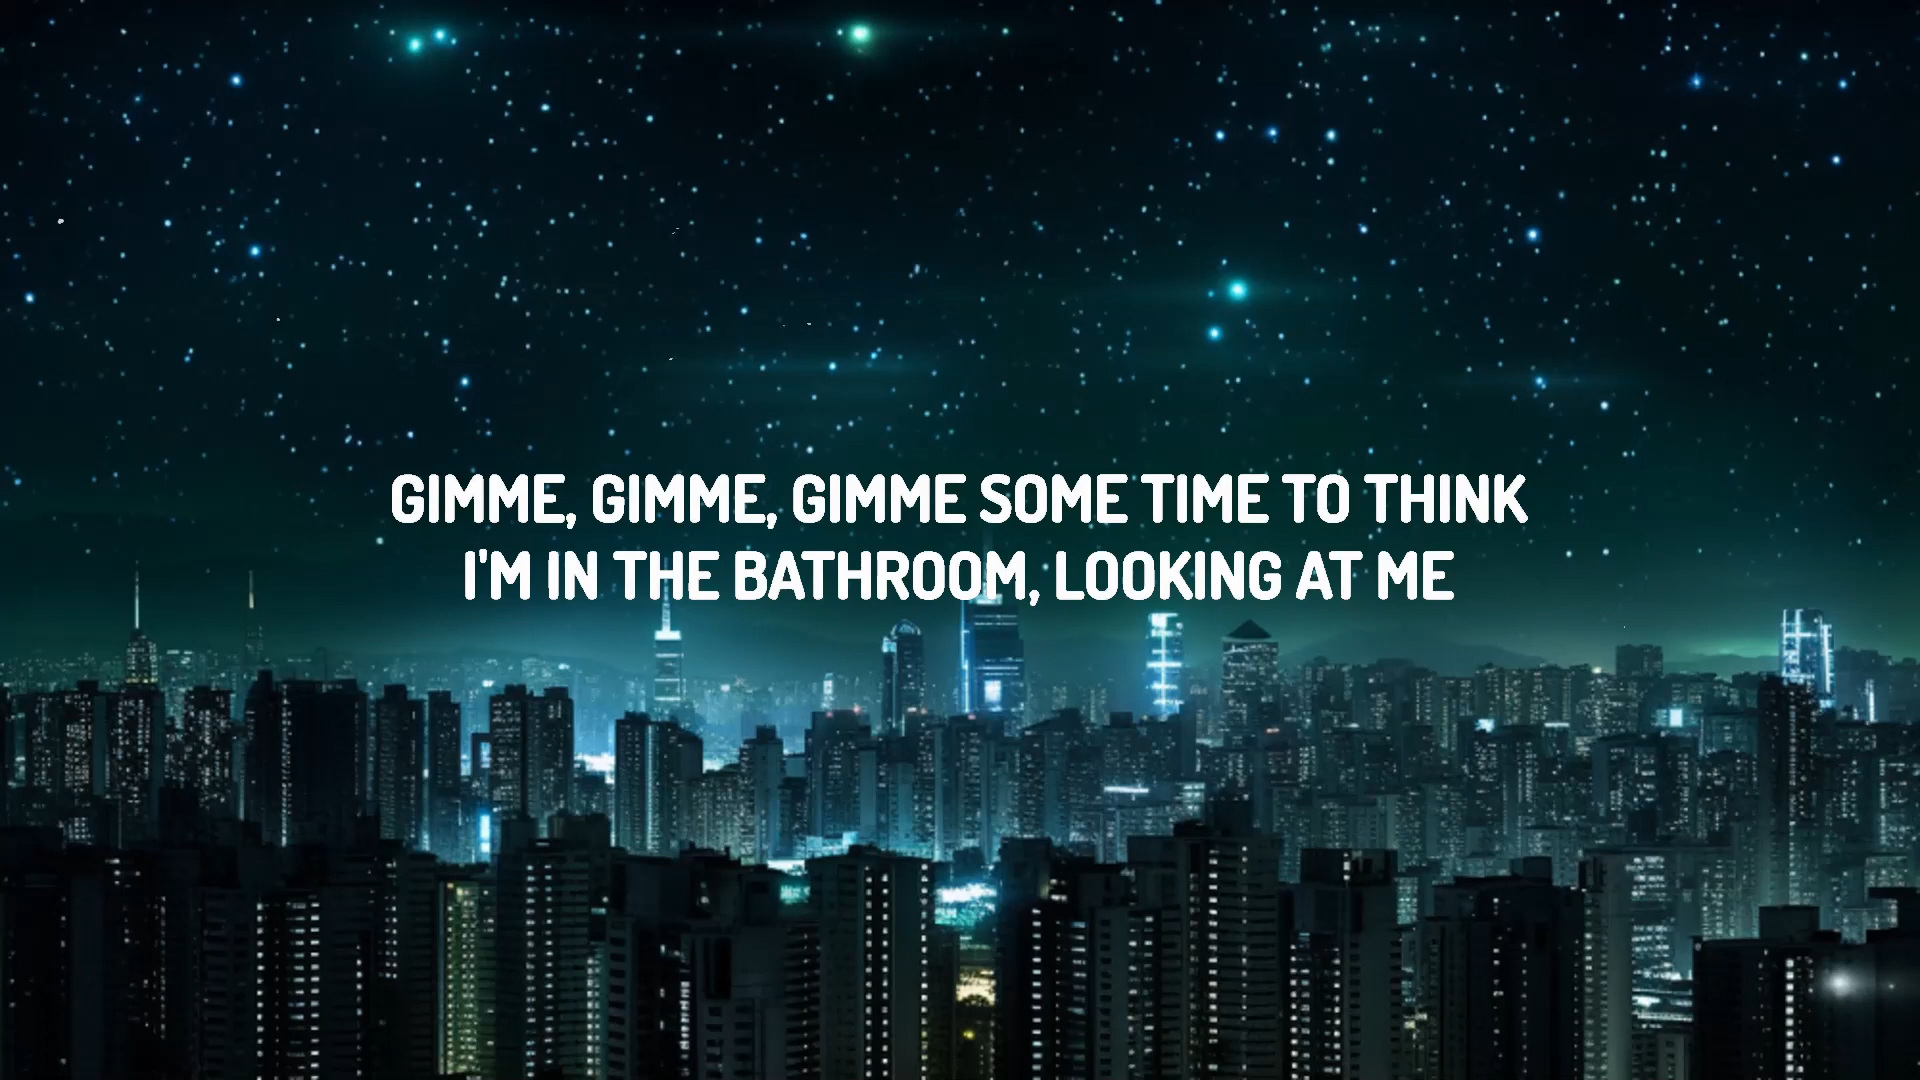 GIMME, GIMME, GIMME SOME TIME TO THINK
I'M IN THE BATHROOM, LOOKING AT ME